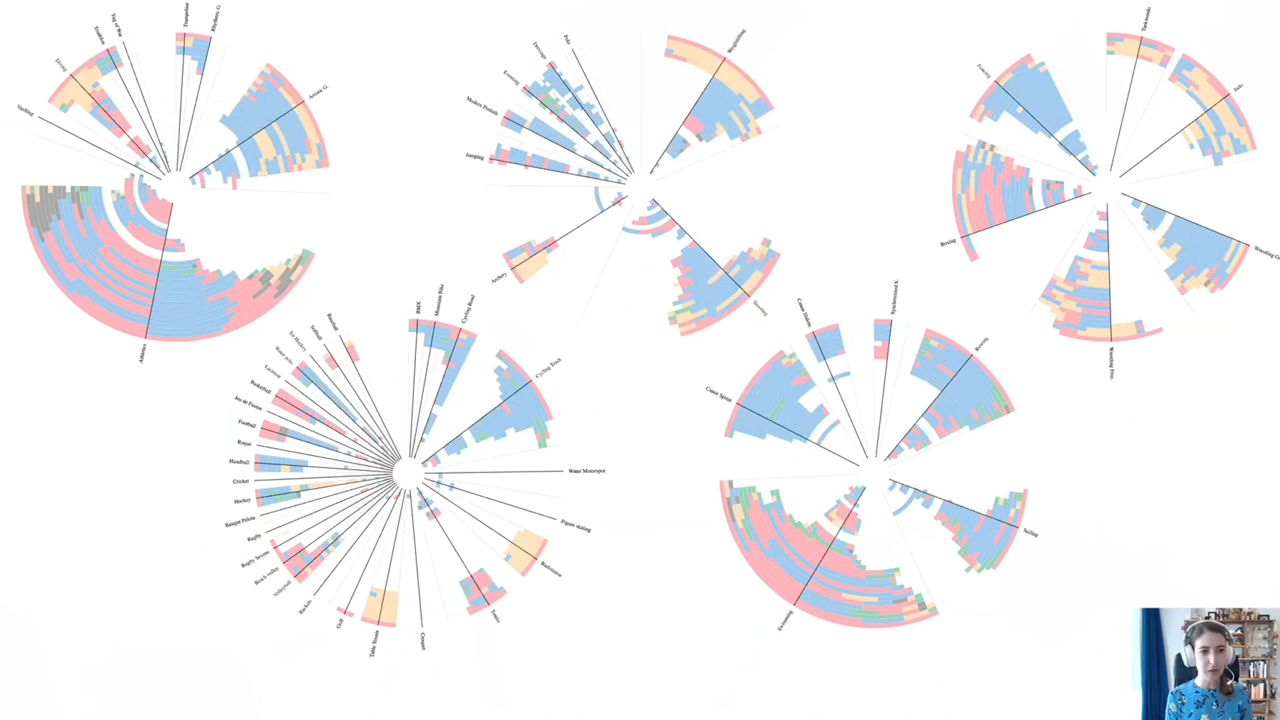 Vaulting
Diving
Triathlon
Tug of War
Trampoline
Rhythmic G.
Artistic G.
Athletics
Jumping
Modern Pentath.
Eventing
Dressage
Polo
Weightlifting
Archery
Shooting
Fencing
Taekwondo
Judo
Boxing
Wrestling Free.
BMX
Mountain Bike
Cycling Road
Cycling Track
Baseball
Softball
Ice Hockey
Water polo
Lacrosse
Basketball
Jeu de Paume
Football
Roque
Handball
Cricket
Hockey
Basque Pelota
Rugby
Rugby Sevens
Beach volley.
Volleyball
Rackets
Golf
Table Tennis
Croquet
Tennis
Badminton
Figure skating
Water Motorsport
Canoe Sprint
Canoe Slalom
Synchronized S.
Rowing
Sailing
Swimming